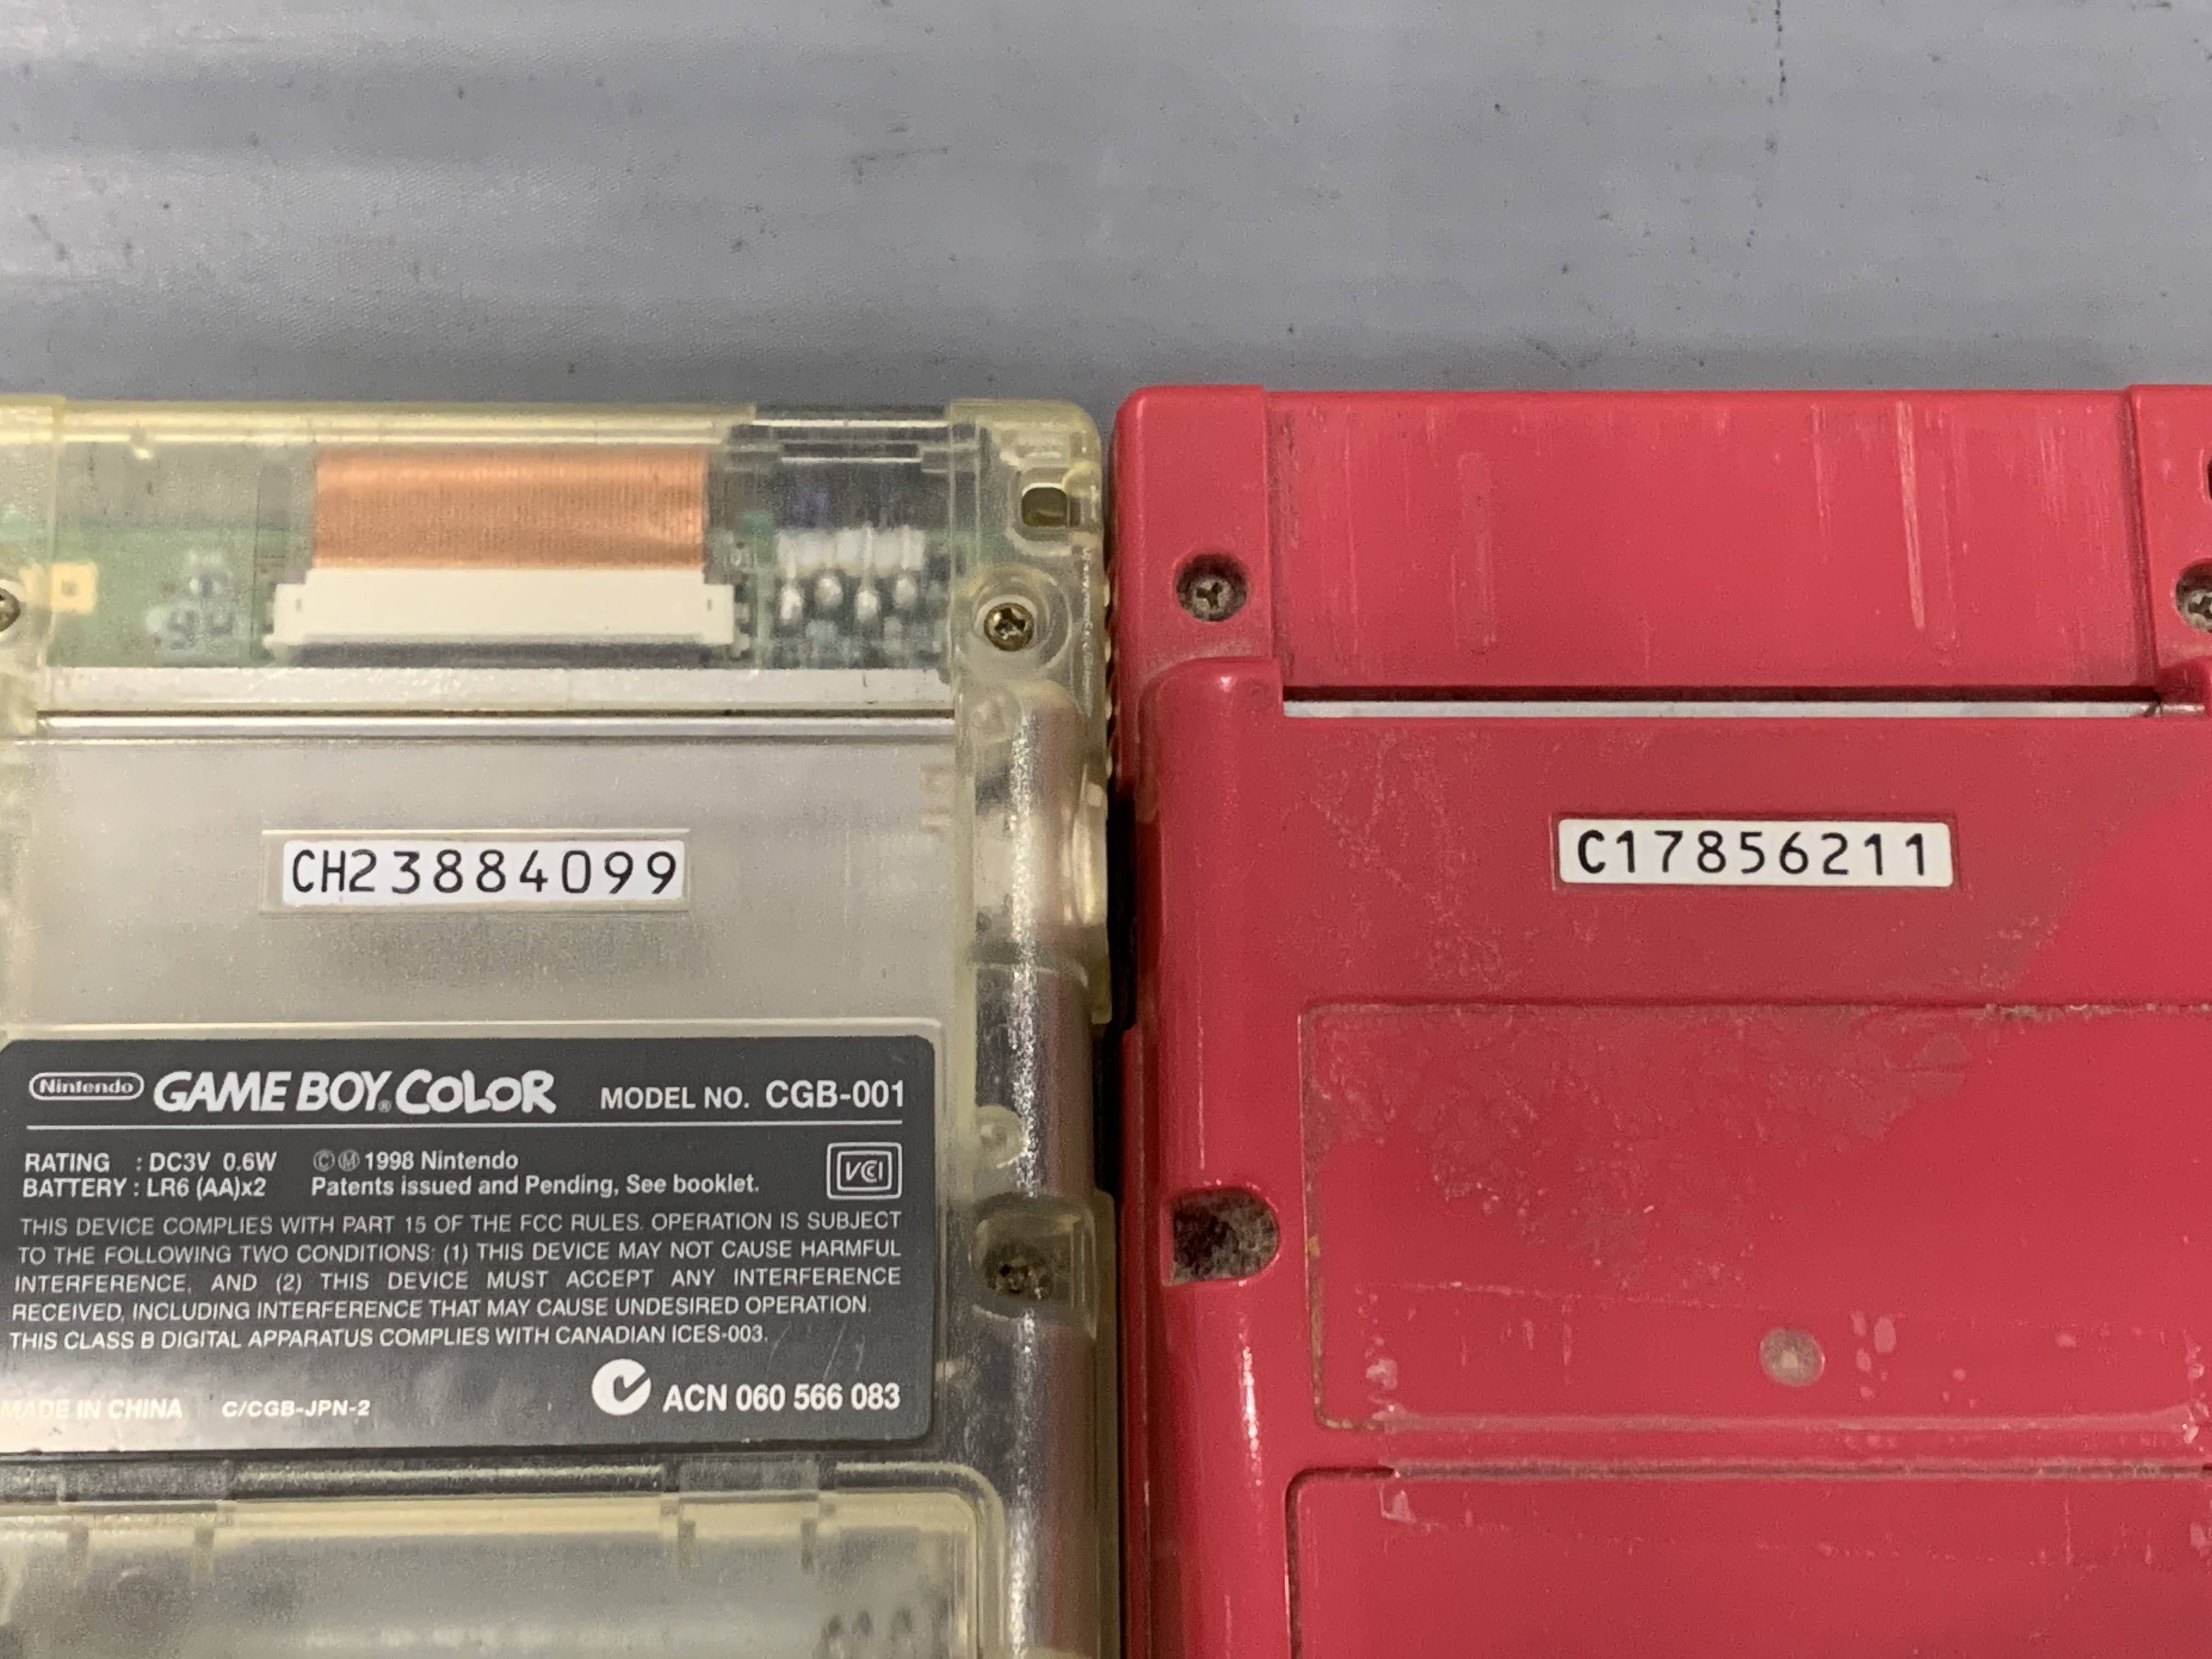 CH23884099
C17856211
Nintendo GAME BOY COLOR MODEL NO. CGB-001
RATING : DC3V 0.6W ©Ⓜ 1998 Nintendo
BATTERY : LR6 (AA)x2 Patents issued and Pending, See booklet.
VCCI
THIS DEVICE COMPLIES WITH PART 15 OF THE FCC RULES. OPERATION IS SUBJECT
TO THE FOLLOWING TWO CONDITIONS: (1) THIS DEVICE MAY NOT CAUSE HARMFUL
INTERFERENCE, AND (2) THIS DEVICE MUST ACCEPT ANY INTERFERENCE
RECEIVED, INCLUDING INTERFERENCE THAT MAY CAUSE UNDESIRED OPERATION.
THIS CLASS B DIGITAL APPARATUS COMPLIES WITH CANADIAN ICES-003.
MADE IN CHINA C/CGB-JPN-2 ACN 060 566 083